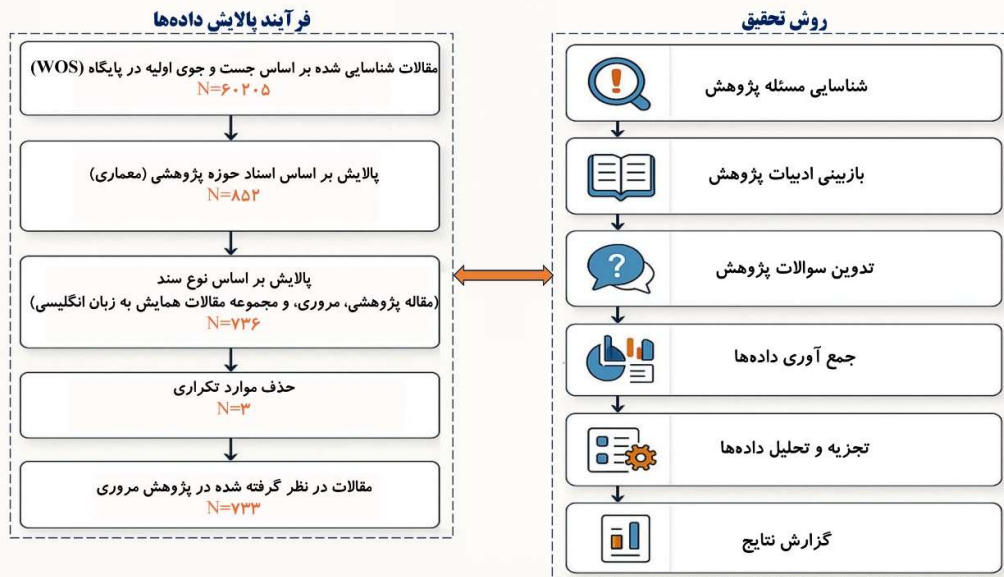 روش تحقیق
شناسایی مسئله پژوهش
بازبینی ادبیات پژوهش
تدوین سوالات پژوهش
جمع آوری داده‌ها
تجزیه و تحلیل داده‌ها
گزارش نتایج
فرآیند پالایش داده‌ها
مقالات شناسایی شده بر اساس جست و جوی اولیه در پایگاه (WOS)
N=۶۰۲۰۵
پالایش بر اساس اسناد حوزه پژوهشی (معماری)
N=۸۵۲
پالایش بر اساس نوع سند
(مقاله پژوهشی، مروری، و مجموعه مقالات همایش به زبان انگلیسی)
N=۷۳۶
حذف موارد تکراری
N=۳
مقالات در نظر گرفته شده در پژوهش مروری
N=۷۳۳